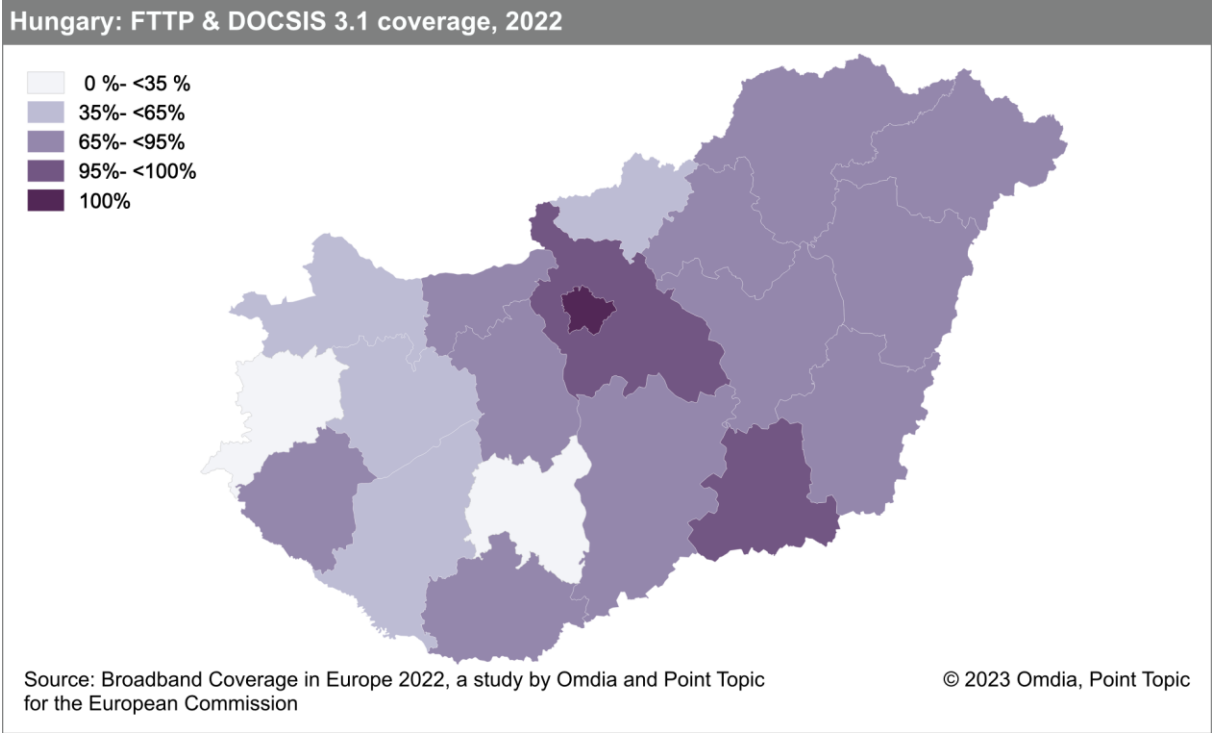 Hungary: FTTP & DOCSIS 3.1 coverage, 2022
0 %- <35 %
35%- <65%
65%- <95%
95%- <100%
100%
Source: Broadband Coverage in Europe 2022, a study by Omdia and Point Topic
for the European Commission
© 2023 Omdia, Point Topic